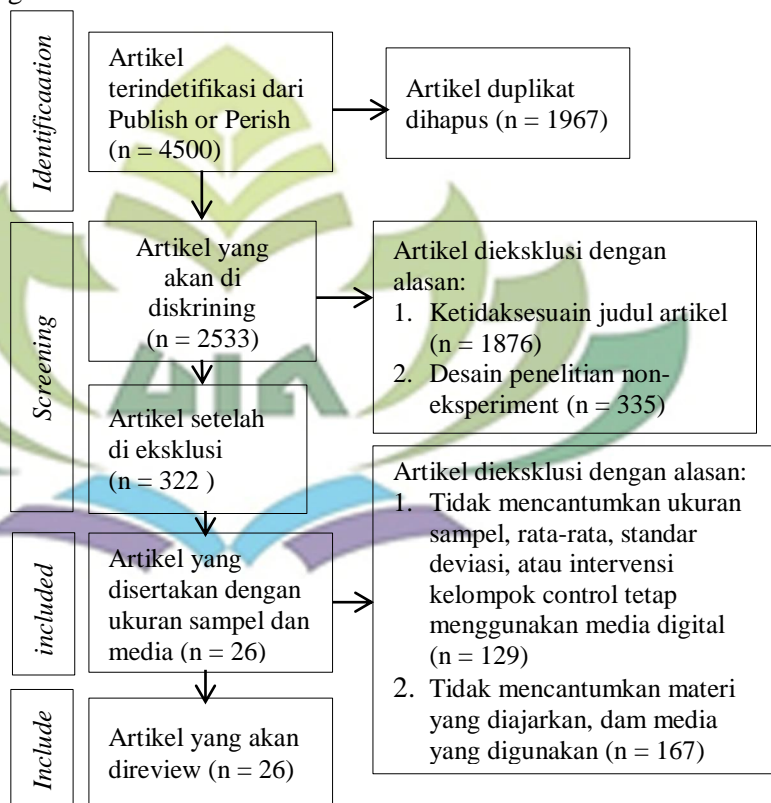 Identificaation
Artikel
terindetifikasi dari
Publish or Perish
(n = 4500)
Artikel duplikat
dihapus (n = 1967)
Screening
Artikel yang
akan di
diskrining
(n = 2533)
Artikel dieksklusi dengan
alasan:
1. Ketidaksesuain judul artikel
(n = 1876)
2. Desain penelitian non-
eksperiment (n = 335)
Artikel setelah
di eksklusi
(n = 322 )
included
Artikel yang
disertakan dengan
ukuran sampel dan
media (n = 26)
Artikel dieksklusi dengan alasan:
1. Tidak mencantumkan ukuran
sampel, rata-rata, standar
deviasi, atau intervensi
kelompok control tetap
menggunakan media digital
(n = 129)
2. Tidak mencantumkan materi
yang diajarkan, dam media
yang digunakan (n = 167)
Include
Artikel yang akan
direview (n = 26)